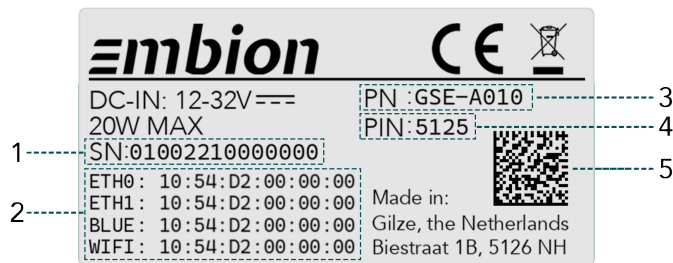 embion CE
DC-IN: 12-32V
20W MAX
SN:01002210000000
ETH0: 10:54:D2:00:00:00
ETH1: 10:54:D2:00:00:00
BLUE: 10:54:D2:00:00:00
WIFI: 10:54:D2:00:00:00
PN :GSE-A010
PIN:5125
Made in:
Gilze, the Netherlands
Biestraat 1B, 5126 NH
1
2
3
4
5